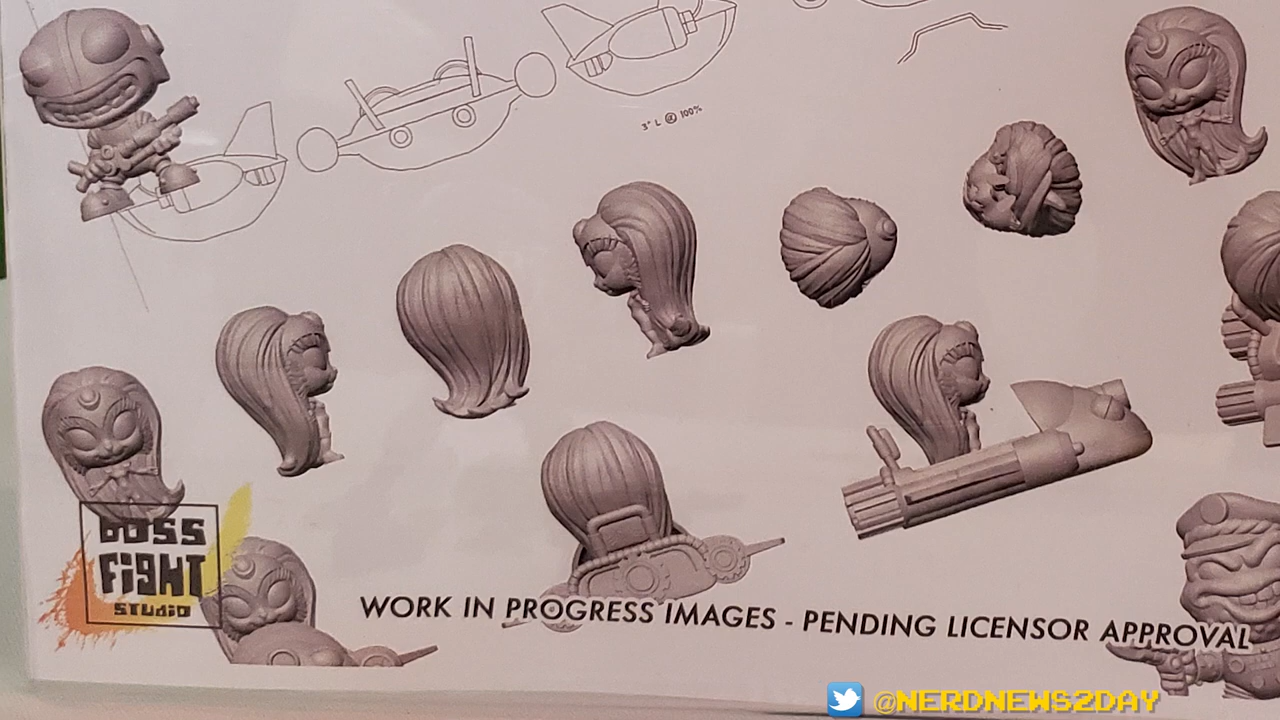 3" L @ 100%
BOSS
FIGHT
STUDIO
WORK IN PROGRESS IMAGES - PENDING LICENSOR APPROVAL
@NERDNEWS2DAY